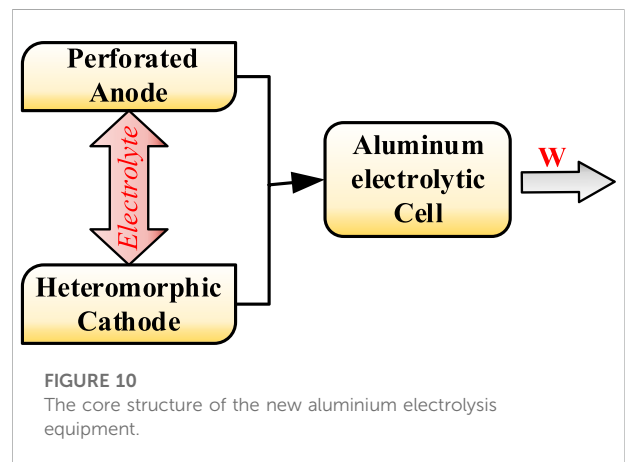 Perforated
Anode
Electrolyte
Heteromorphic
Cathode
Aluminum
electrolytic
Cell
W
FIGURE 10
The core structure of the new aluminium electrolysis
equipment.